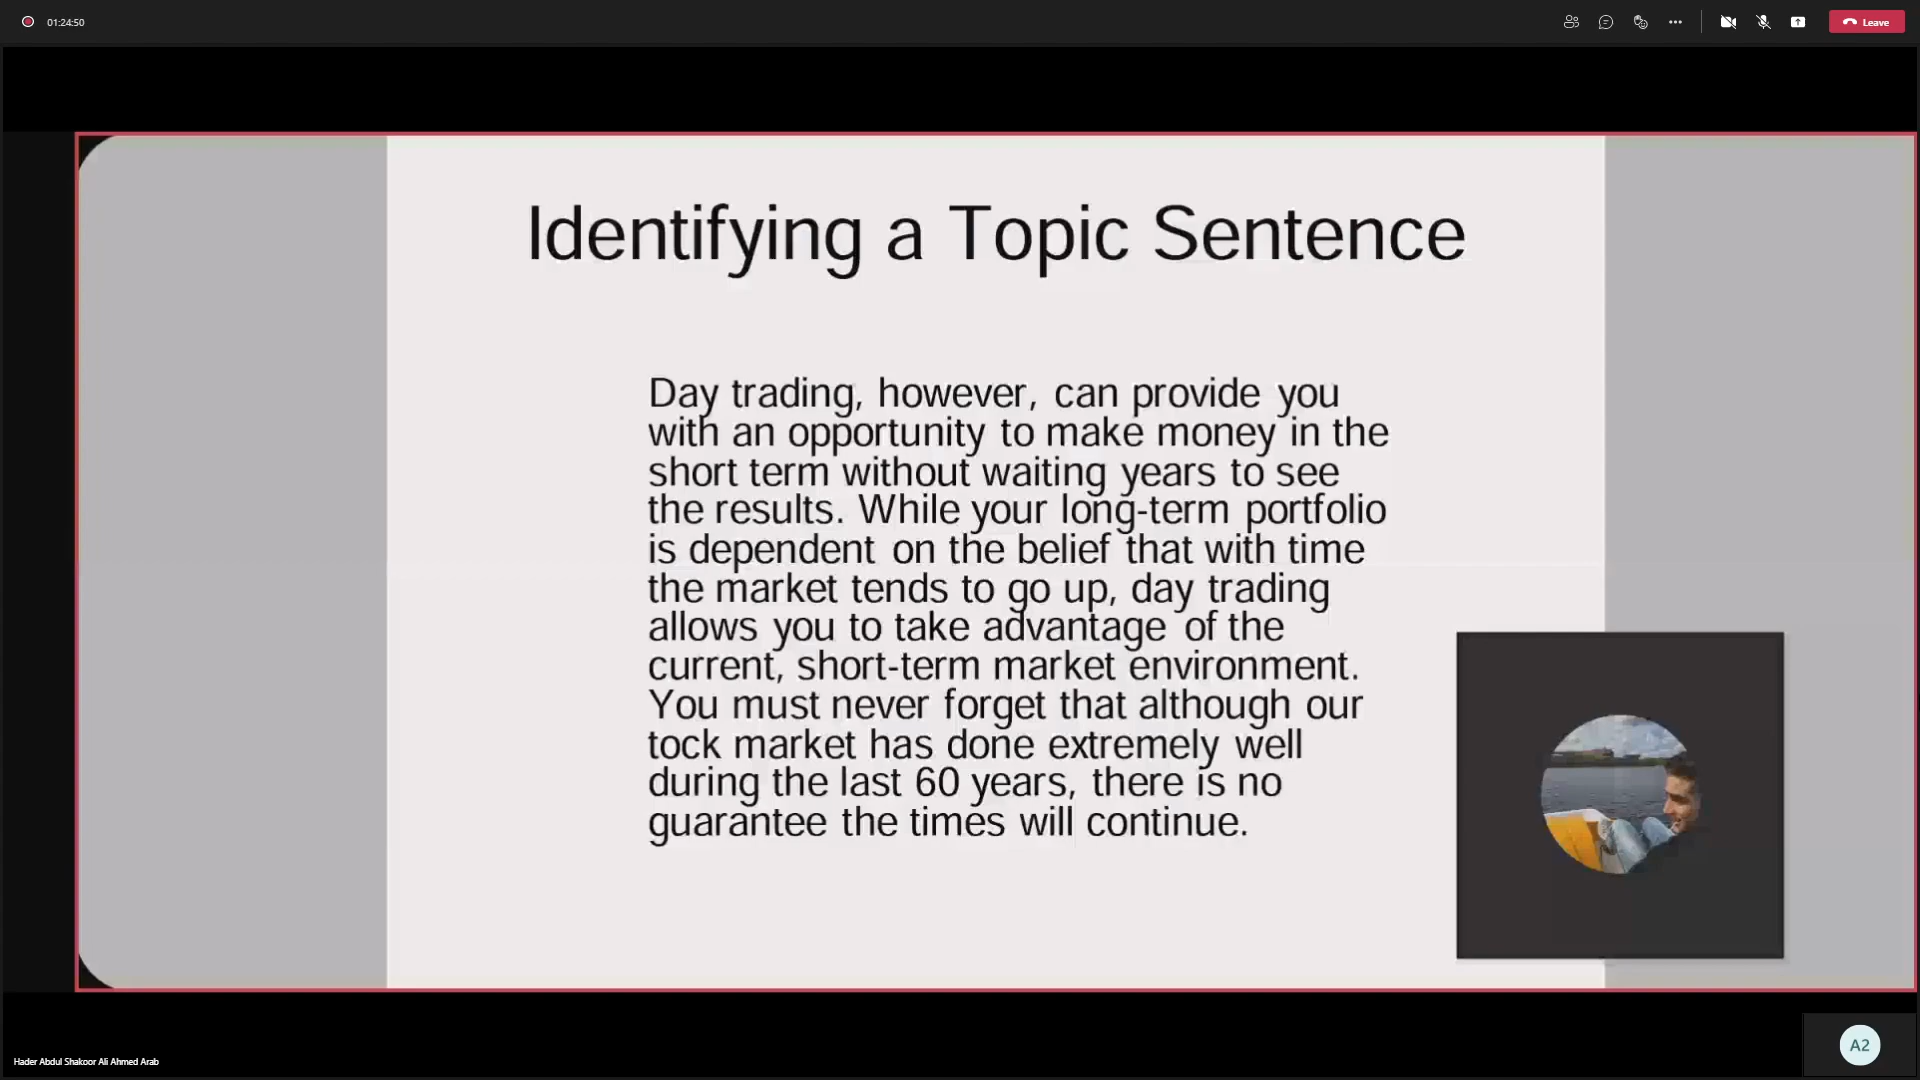 01:24:50
Leave
Identifying a Topic Sentence
Day trading, however, can provide you
with an opportunity to make money in the
short term without waiting years to see
the results. While your long-term portfolio
is dependent on the belief that with time
the market tends to go up, day trading
allows you to take advantage of the
current, short-term market environment.
You must never forget that although our
tock market has done extremely well
during the last 60 years, there is no
guarantee the times will continue.
Hader Abdul Shakoor Ali Ahmed Arab
A2